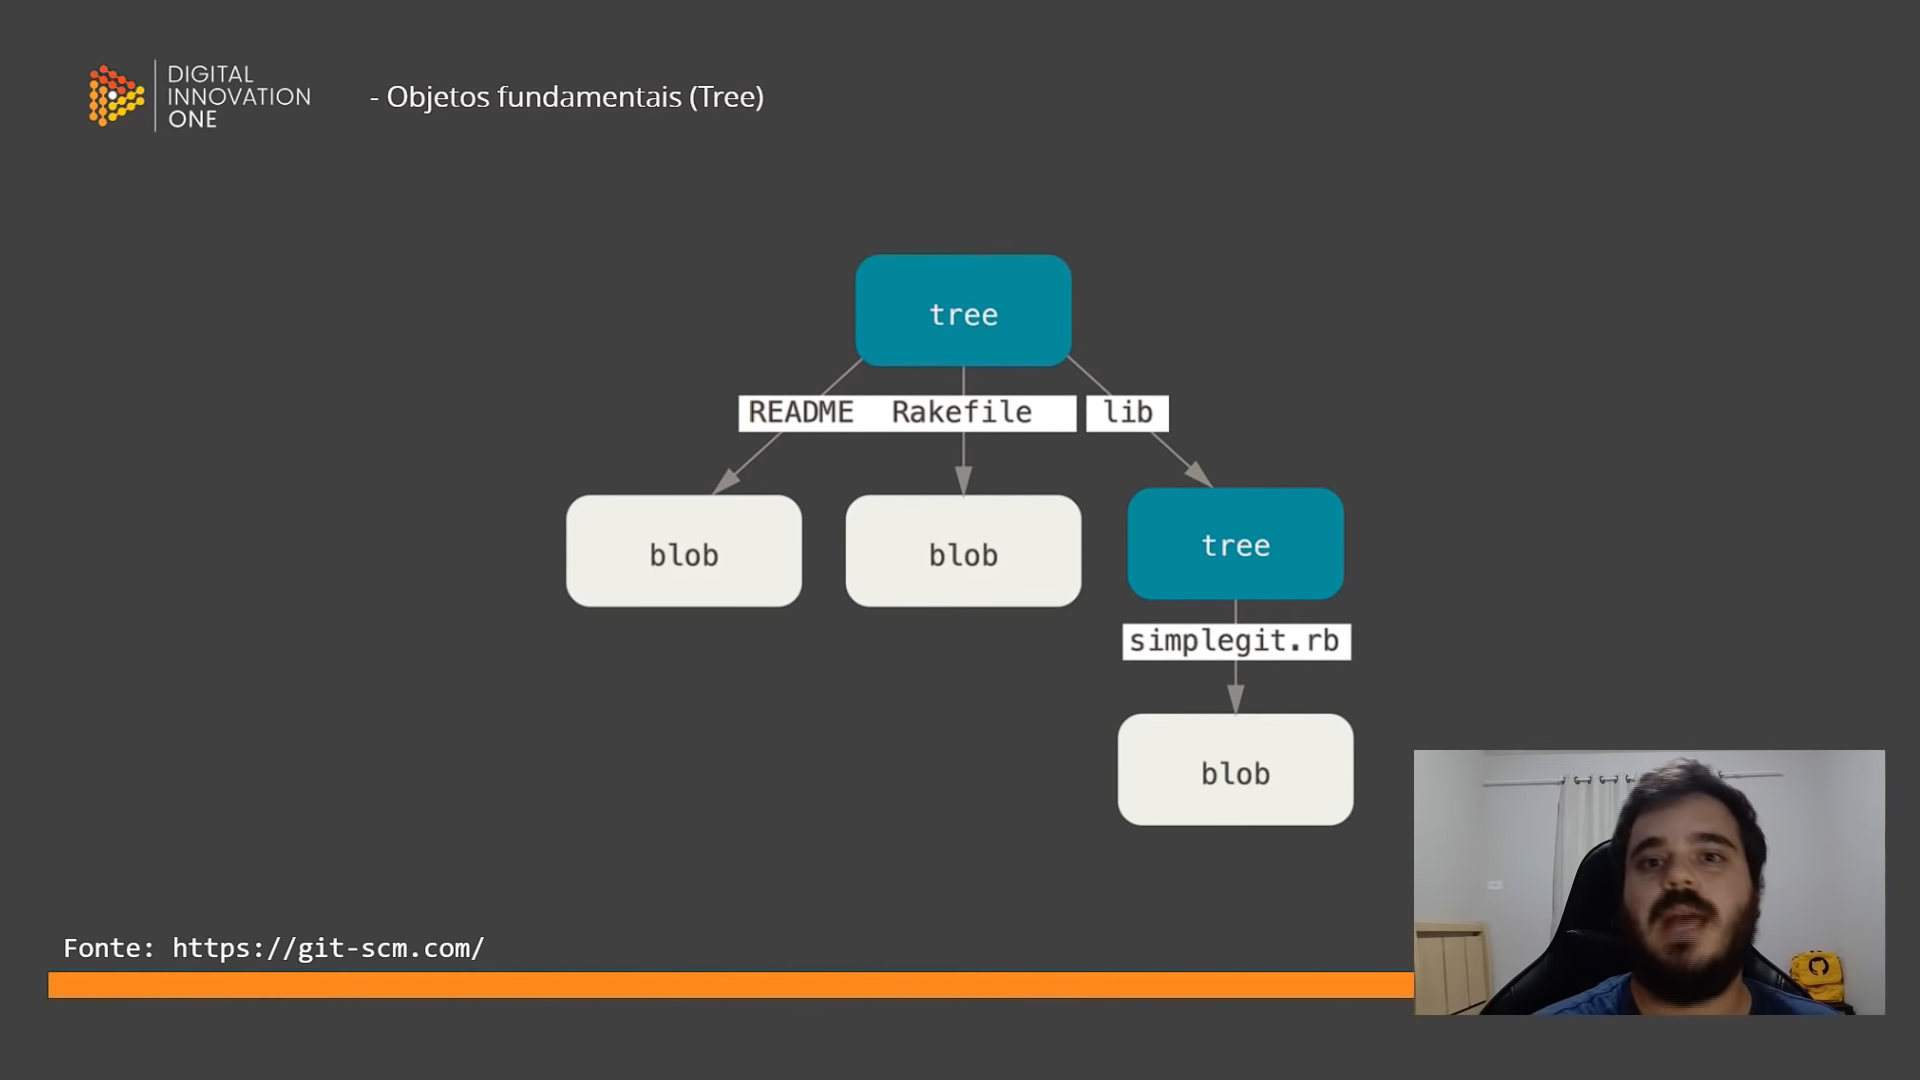 DIGITAL
INNOVATION
ONE
- Objetos fundamentais (Tree)
tree
README Rakefile lib
blob blob tree
simplegit.rb
blob
Fonte: https://git-scm.com/